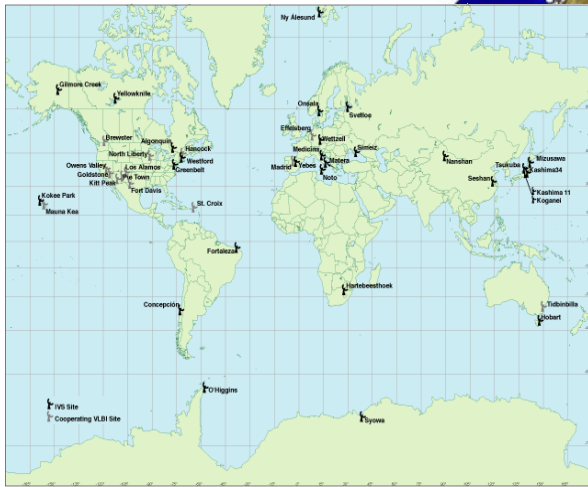 Ny Ålesund
Gilmore Creek
Yellowknife
Onsala
Svetloe
Effelsberg
Brewster
Algonquin
Hancock
Wettzell
North Liberty
Westford
Medicina
Simeiz
Owens Valley
Los Alamos
Greenbelt
Madrid
Yebes
Matera
Nanshan
Mizusawa
Goldstone
Pie Town
Noto
Tsukuba
Kashima34
Kitt Peak
Fort Davis
Seshan
Kashima 11
Kokee Park
Koganei
Mauna Kea
St. Croix
Fortaleza
Hartebeesthoek
Concepción
Tidbinbilla
Hobart
O'Higgins
IVS Site
Syowa
Cooperating VLBI Site